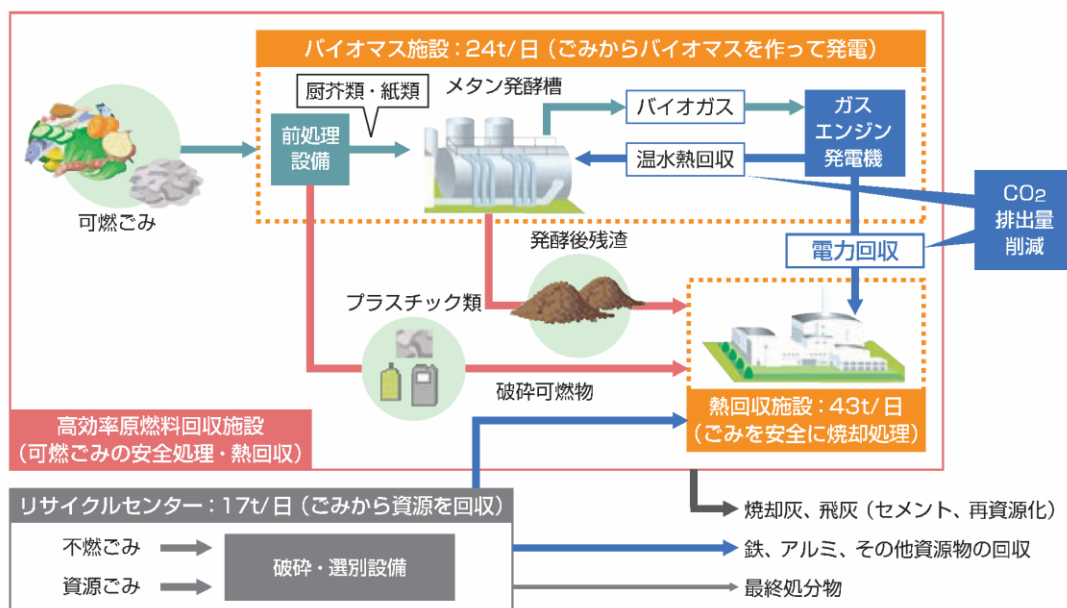 バイオマス施設：24t/日（ごみからバイオマスを作って発電）
厨芥類・紙類
メタン発酵槽
バイオガス
ガス
エンジン
発電機
前処理
設備
温水熱回収
可燃ごみ
CO₂
排出量
削減
発酵後残渣
電力回収
プラスチック類
破砕可燃物
熱回収施設：43t/日
（ごみを安全に焼却処理）
高効率原燃料回収施設
（可燃ごみの安全処理・熱回収）
リサイクルセンター：17t/日（ごみから資源を回収）
不燃ごみ
資源ごみ
破砕・選別設備
焼却灰、飛灰（セメント、再資源化）
鉄、アルミ、その他資源物の回収
最終処分物